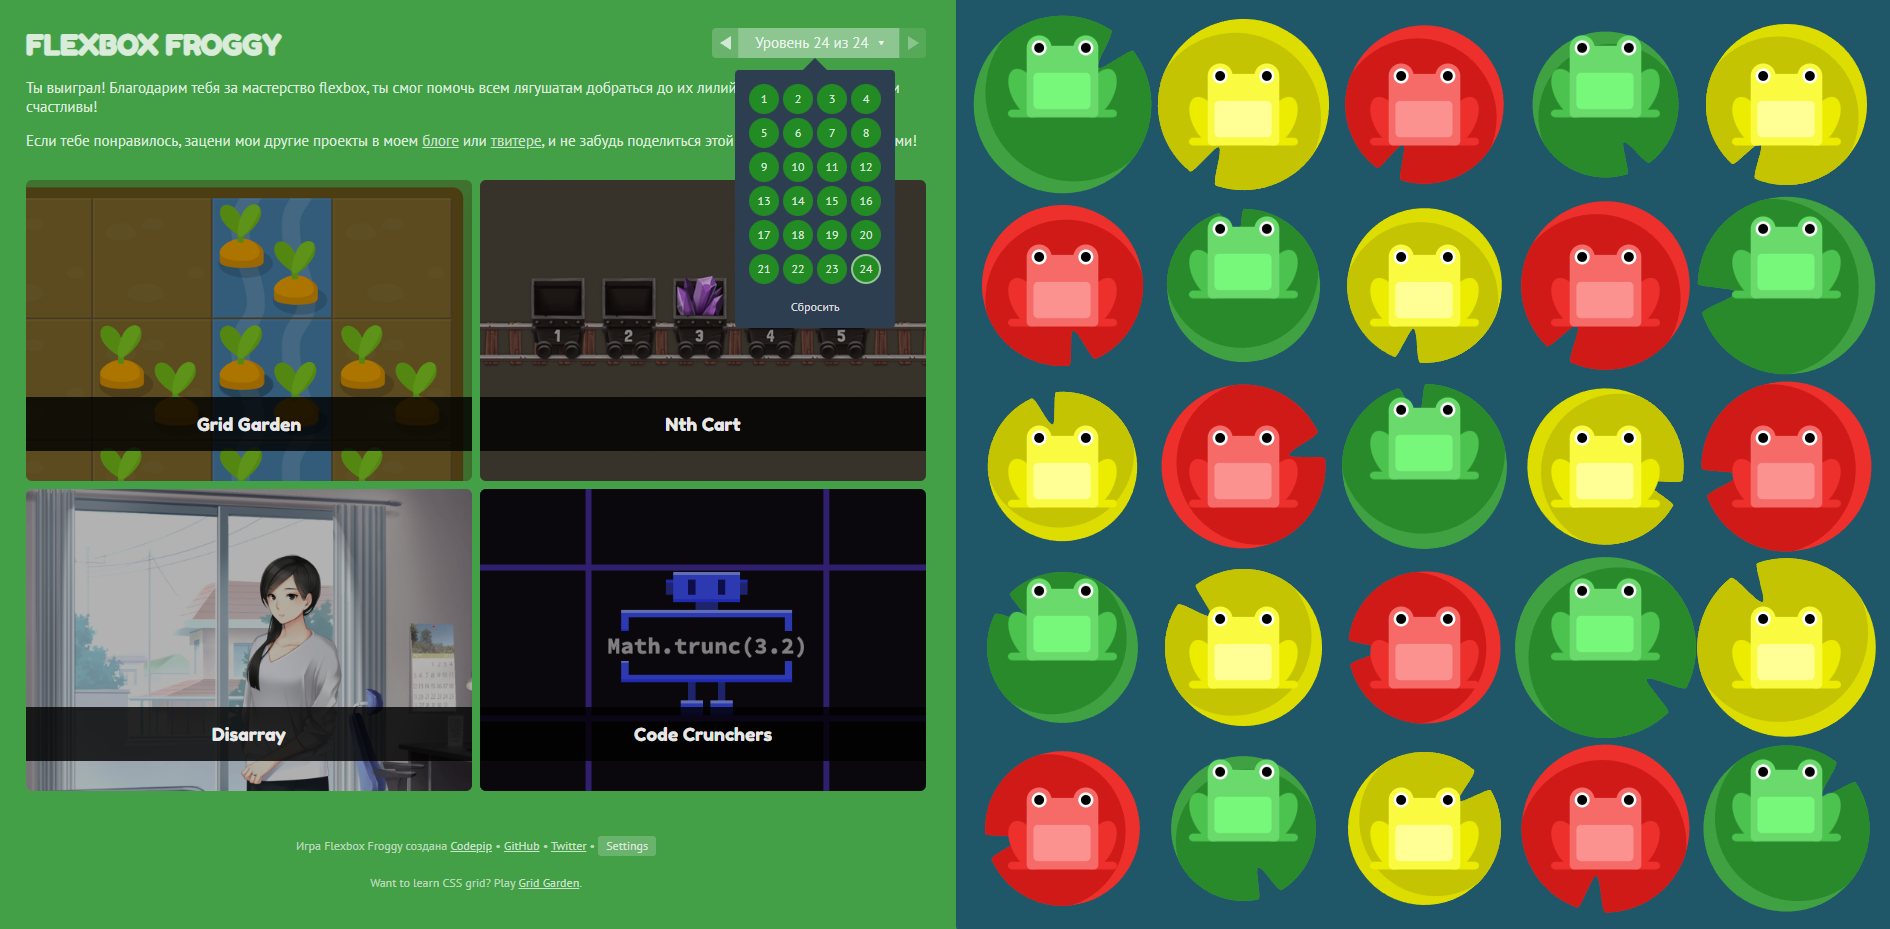 FLEXBOX FROGGY
Уровень 24 из 24
Ты выиграл! Благодарим тебя за мастерство flexbox, ты смог помочь всем лягушатам добраться до их лилий
счастливы!
Если тебе понравилось, зацени мои другие проекты в моем блоге или твитере, и не забудь поделиться этой
ми!
1 2 3 4
5 6 7 8
9 10 11 12
13 14 15 16
17 18 19 20
21 22 23 24
Сбросить
1 2 3 4 5
Grid Garden
Nth Cart
Math.trunc(3.2)
Disarray
Code Crunchers
Игра Flexbox Froggy создана Codepip • GitHub • Twitter • Settings
Want to learn CSS grid? Play Grid Garden.